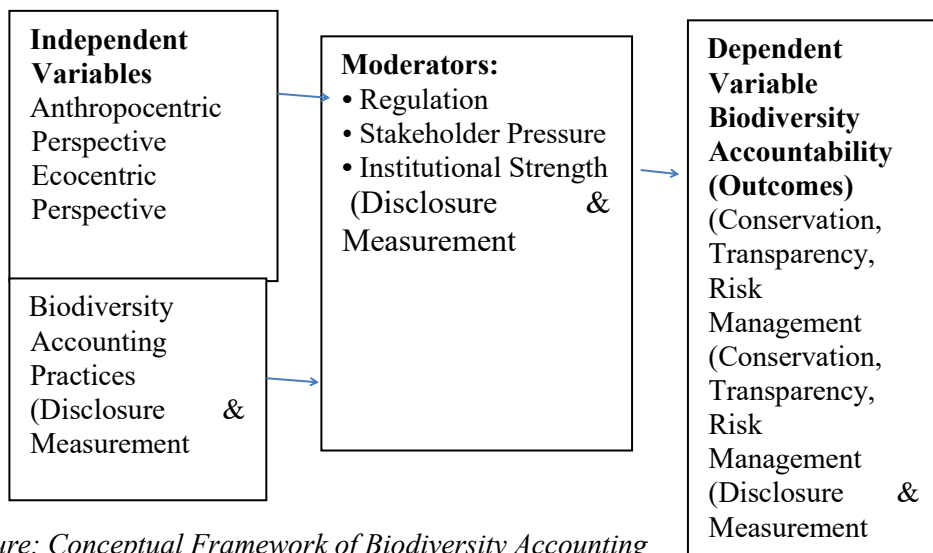 Independent
Variables
Anthropocentric
Perspective
Ecocentric
Perspective
Biodiversity
Accounting
Practices
(Disclosure &
Measurement
Moderators:
• Regulation
• Stakeholder Pressure
• Institutional Strength
(Disclosure &
Measurement
Dependent
Variable
Biodiversity
Accountability
(Outcomes)
(Conservation,
Transparency,
Risk
Management
(Conservation,
Transparency,
Risk
Management
(Disclosure &
Measurement
ure: Conceptual Framework of Biodiversity Accounting